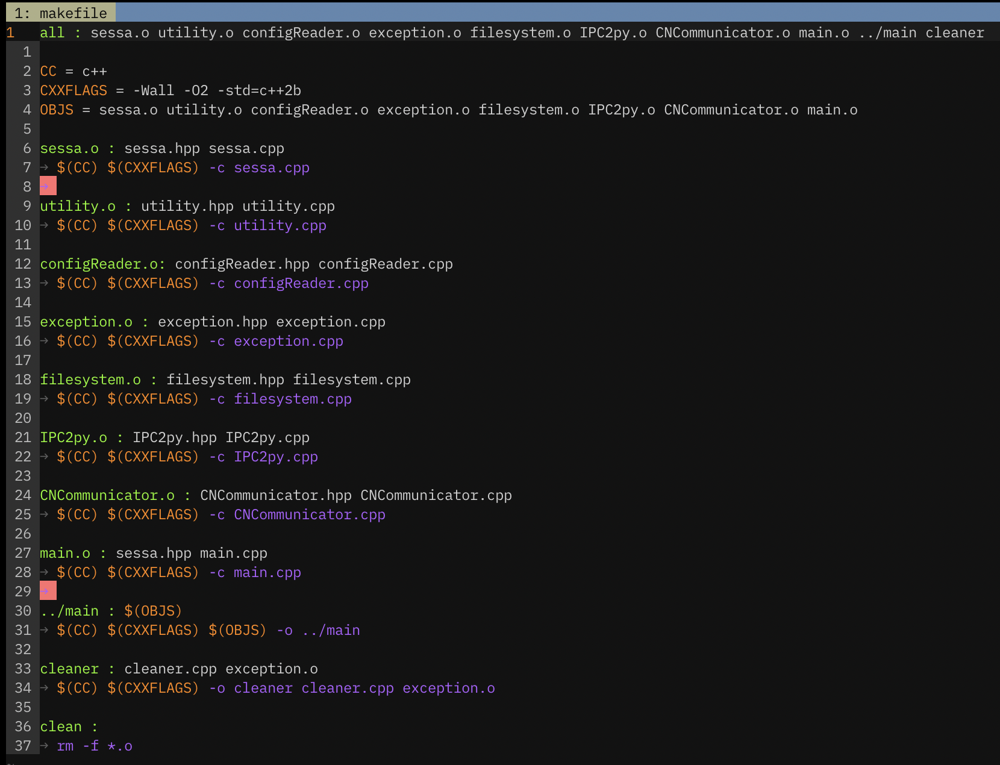 1: makefile
1 all : sessa.o utility.o configReader.o exception.o filesystem.o IPC2py.o CNCommunicator.o main.o ../main cleaner
1
2 CC = c++
3 CXXFLAGS = -Wall -O2 -std=c++2b
4 OBJS = sessa.o utility.o configReader.o exception.o filesystem.o IPC2py.o CNCommunicator.o main.o
5
6 sessa.o : sessa.hpp sessa.cpp
7 → $(CC) $(CXXFLAGS) -c sessa.cpp
8 →
9 utility.o : utility.hpp utility.cpp
10 → $(CC) $(CXXFLAGS) -c utility.cpp
11
12 configReader.o: configReader.hpp configReader.cpp
13 → $(CC) $(CXXFLAGS) -c configReader.cpp
14
15 exception.o : exception.hpp exception.cpp
16 → $(CC) $(CXXFLAGS) -c exception.cpp
17
18 filesystem.o : filesystem.hpp filesystem.cpp
19 → $(CC) $(CXXFLAGS) -c filesystem.cpp
20
21 IPC2py.o : IPC2py.hpp IPC2py.cpp
22 → $(CC) $(CXXFLAGS) -c IPC2py.cpp
23
24 CNCommunicator.o : CNCommunicator.hpp CNCommunicator.cpp
25 → $(CC) $(CXXFLAGS) -c CNCommunicator.cpp
26
27 main.o : sessa.hpp main.cpp
28 → $(CC) $(CXXFLAGS) -c main.cpp
29 →
30 ../main : $(OBJS)
31 → $(CC) $(CXXFLAGS) $(OBJS) -o ../main
32
33 cleaner : cleaner.cpp exception.o
34 → $(CC) $(CXXFLAGS) -o cleaner cleaner.cpp exception.o
35
36 clean :
37 → rm -f *.o